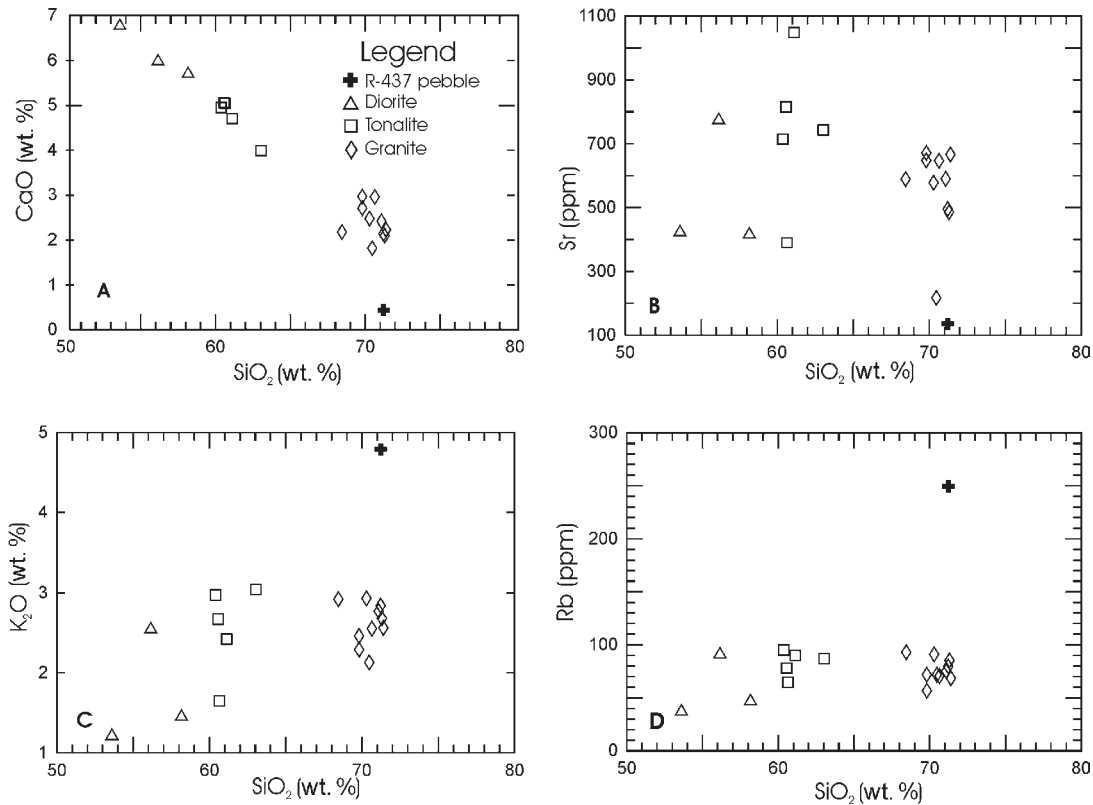 7
6
5
4
3
2
1
0
CaO (wt. %)
50
60
70
80
SiO₂ (wt. %)
A
Legend
R-437 pebble
Diorite
Tonalite
Granite
1100
900
700
500
300
100
Sr (ppm)
50
60
70
80
SiO₂ (wt. %)
B
5
4
3
2
1
K₂O (wt. %)
50
60
70
80
SiO₂ (wt. %)
C
300
200
100
0
Rb (ppm)
50
60
70
80
SiO₂ (wt. %)
D